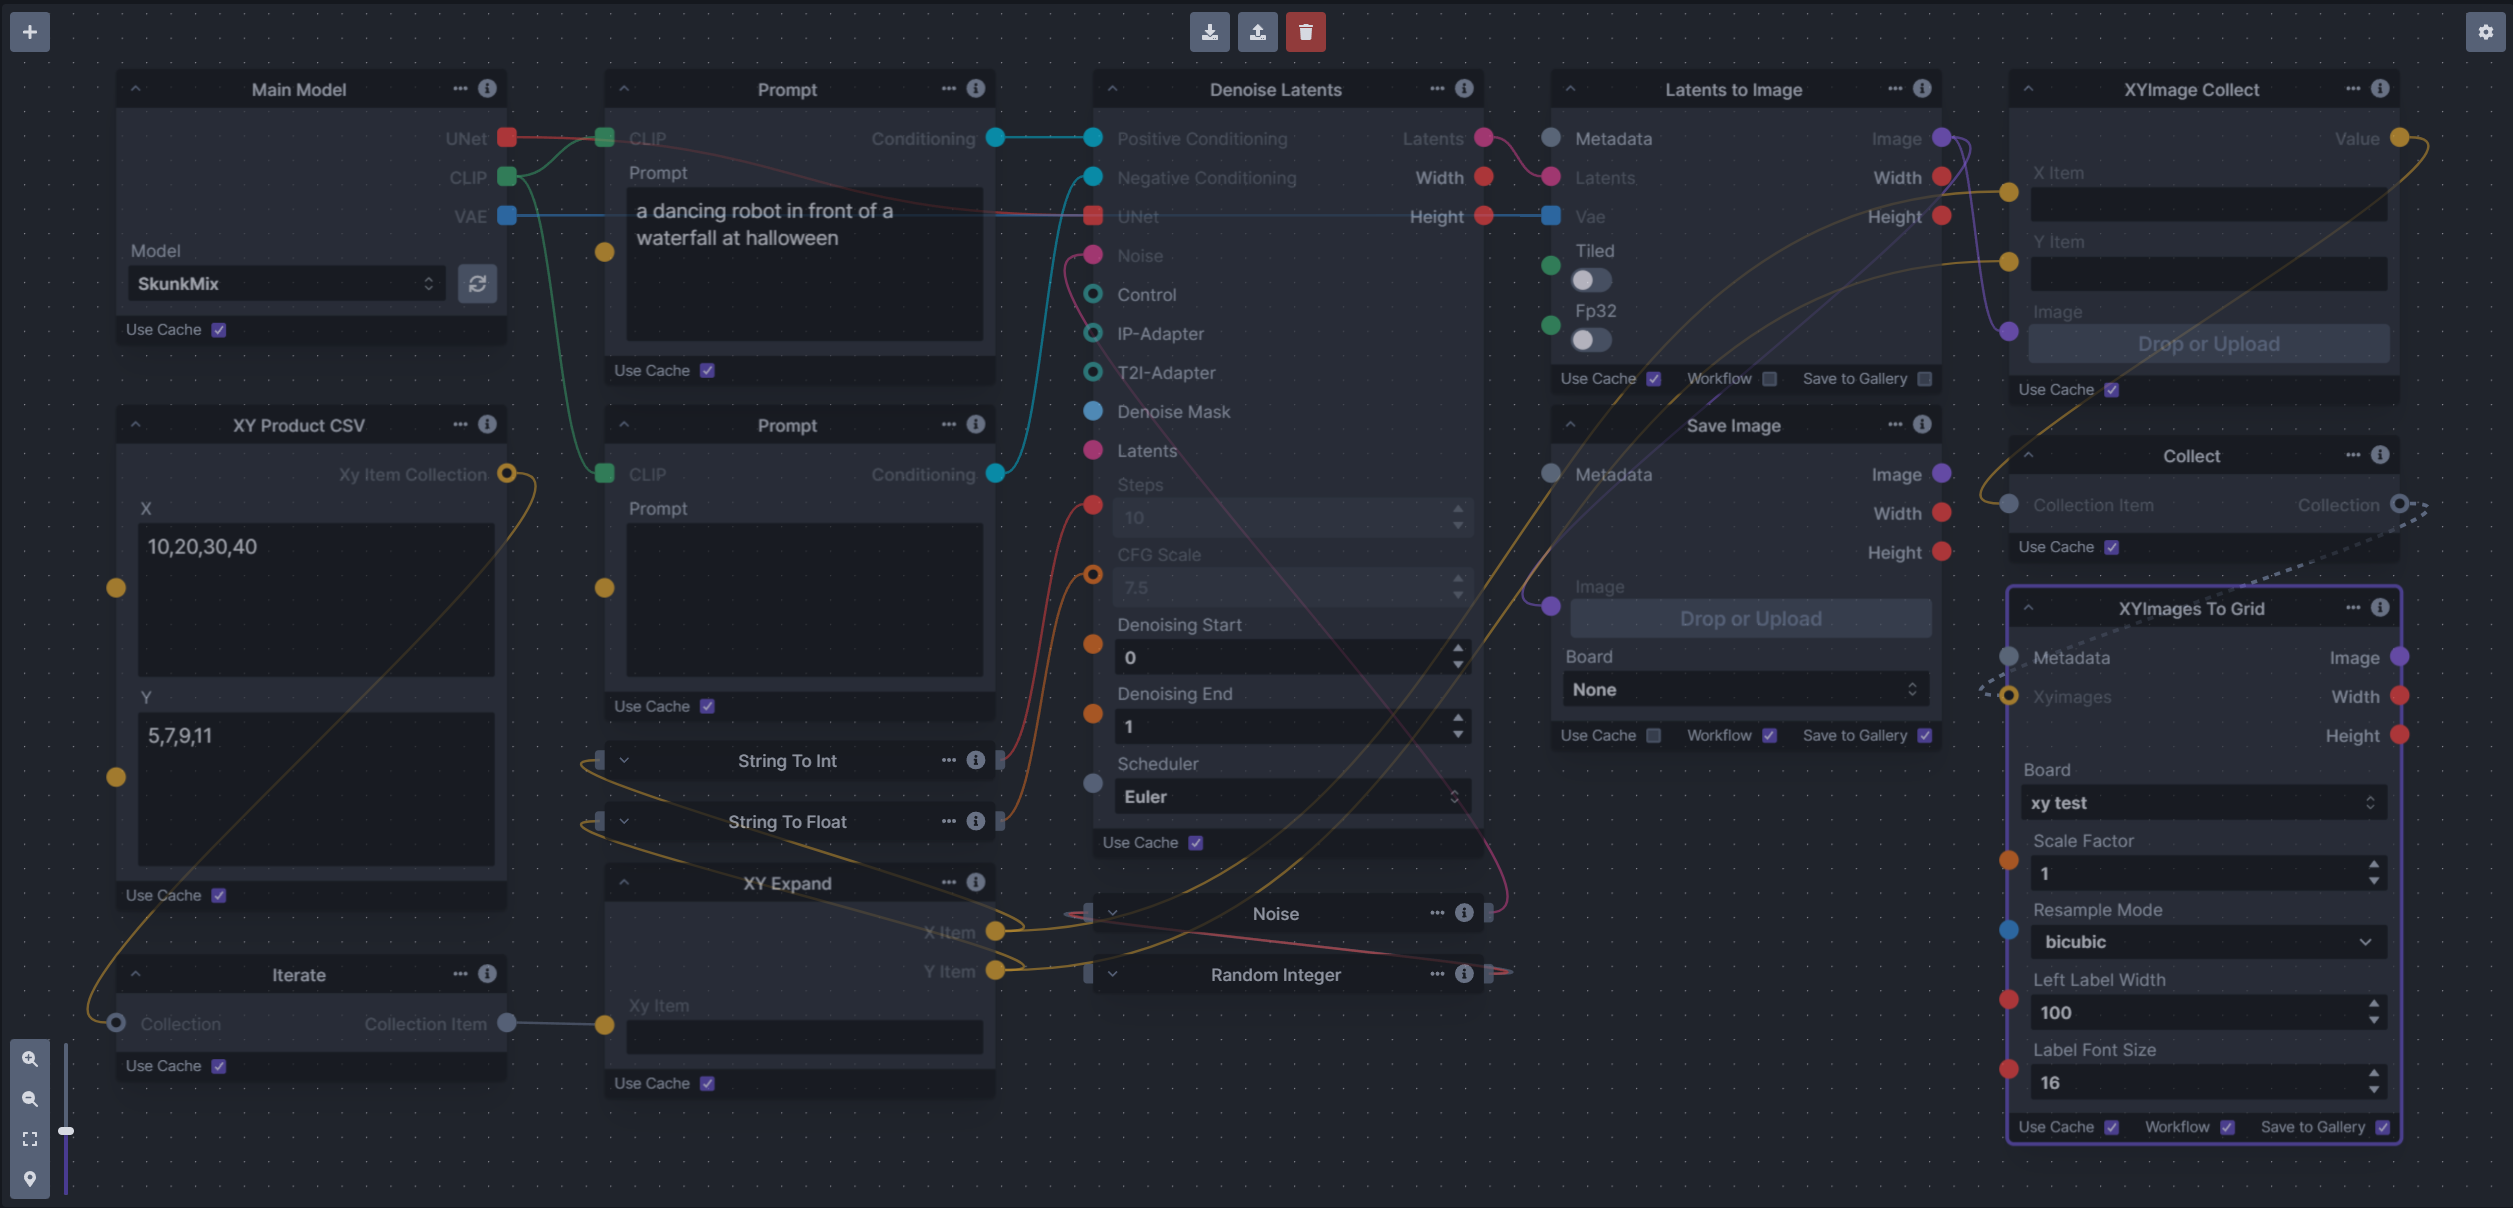 Main Model
UNet
CLIP
VAE
Model
SkunkMix
Use Cache
XY Product CSV
Xy Item Collection
X
10,20,30,40
Y
5,7,9,11
Use Cache
Iterate
Collection Collection Item
Use Cache
Prompt
CLIP Conditioning
Prompt
a dancing robot in front of a
waterfall at halloween
Use Cache
Prompt
CLIP Conditioning
Prompt
Use Cache
String To Int
String To Float
XY Expand
X Item
Y Item
Xy Item
Use Cache
Denoise Latents
Positive Conditioning Latents
Negative Conditioning Width
UNet Height
Noise
Control
IP-Adapter
T2I-Adapter
Denoise Mask
Latents
Steps
10
CFG Scale
7.5
Denoising Start
0
Denoising End
1
Scheduler
Euler
Use Cache
Noise
Random Integer
Latents to Image
Metadata Image
Latents Width
Vae Height
Tiled
Fp32
Use Cache Workflow Save to Gallery
Save Image
Metadata Image
Width
Height
Image
Drop or Upload
Board
None
Use Cache Workflow Save to Gallery
XYImage Collect
Value
X Item
Y Item
Image
Drop or Upload
Use Cache
Collect
Collection Item Collection
Use Cache
XYImages To Grid
Metadata Image
Xyimages Width
Height
Board
xy test
Scale Factor
1
Resample Mode
bicubic
Left Label Width
100
Label Font Size
16
Use Cache Workflow Save to Gallery